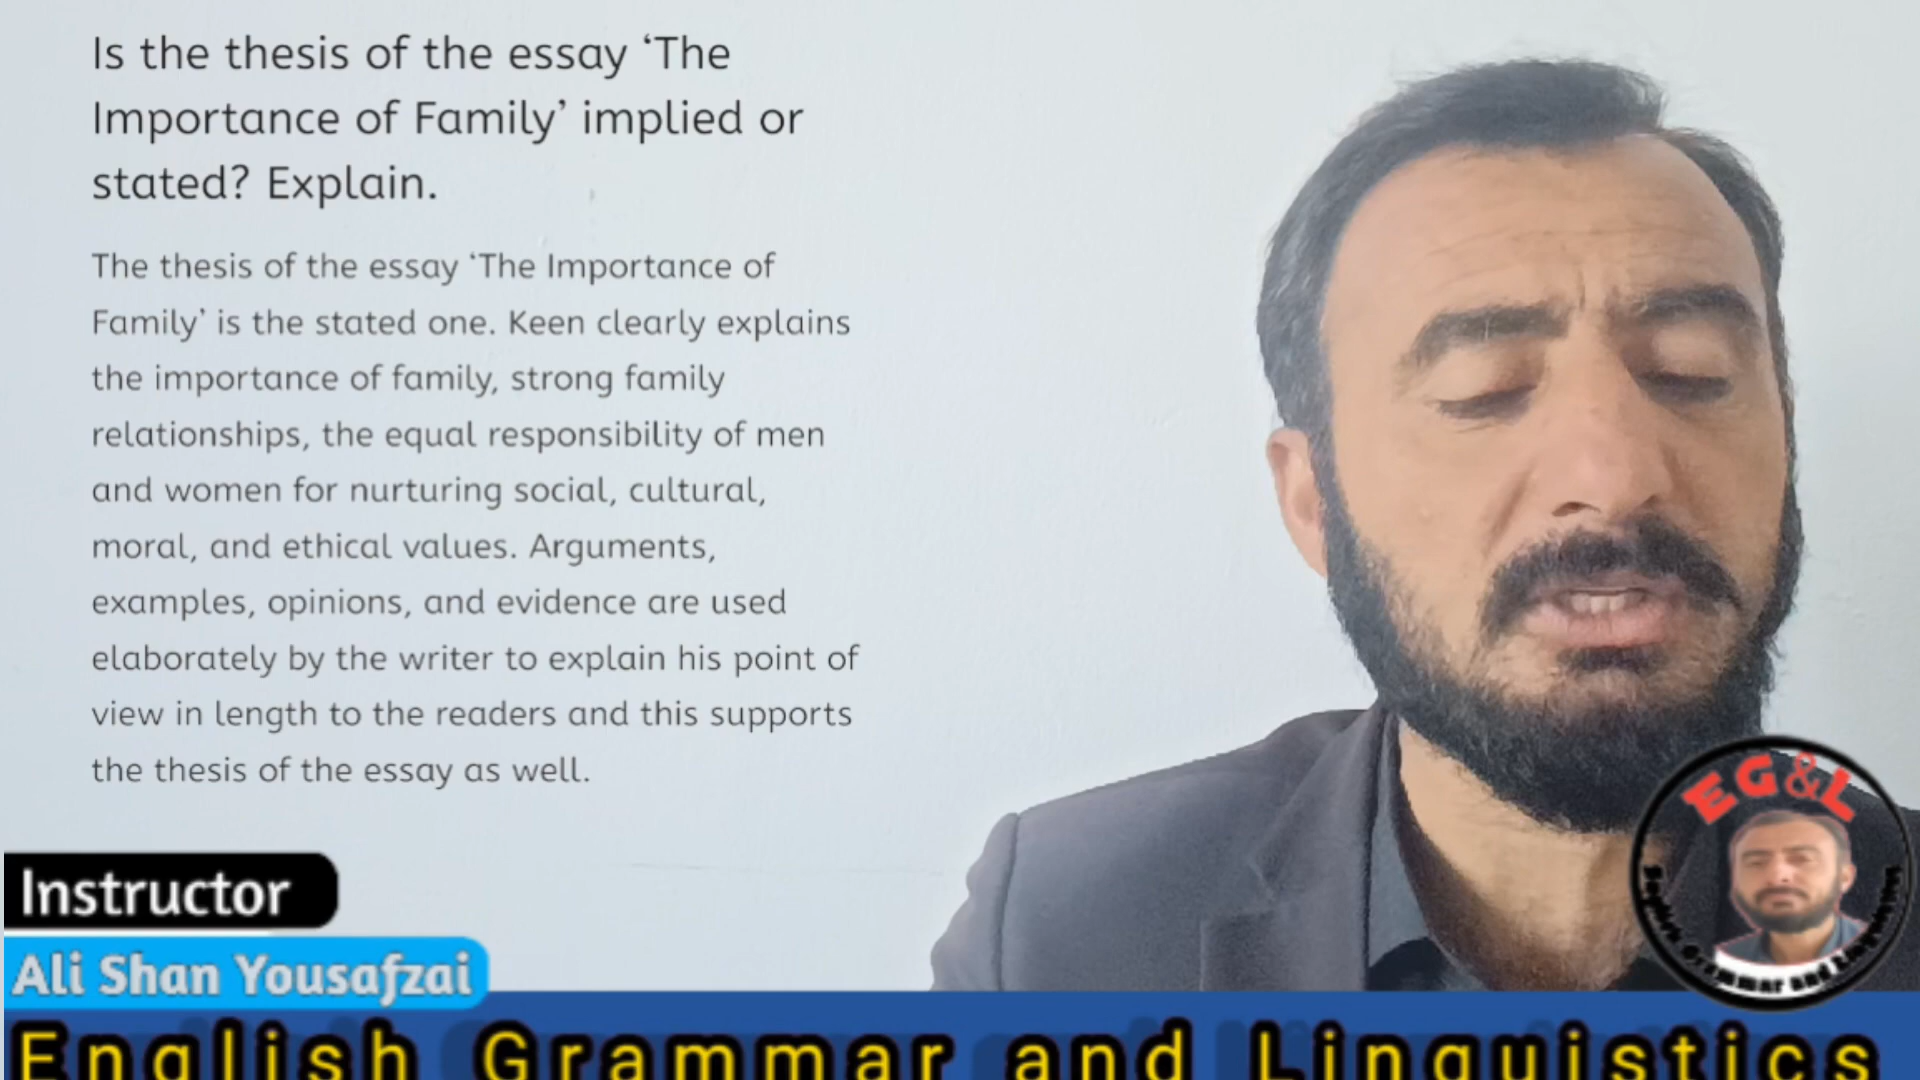 Is the thesis of the essay ‘The
Importance of Family’ implied or
stated? Explain.
The thesis of the essay ‘The Importance of
Family’ is the stated one. Keen clearly explains
the importance of family, strong family
relationships, the equal responsibility of men
and women for nurturing social, cultural,
moral, and ethical values. Arguments,
examples, opinions, and evidence are used
elaborately by the writer to explain his point of
view in length to the readers and this supports
the thesis of the essay as well.
EG&L
English Grammar and Linguistics
Instructor
Ali Shan Yousafzai
English Grammar and Linguistics